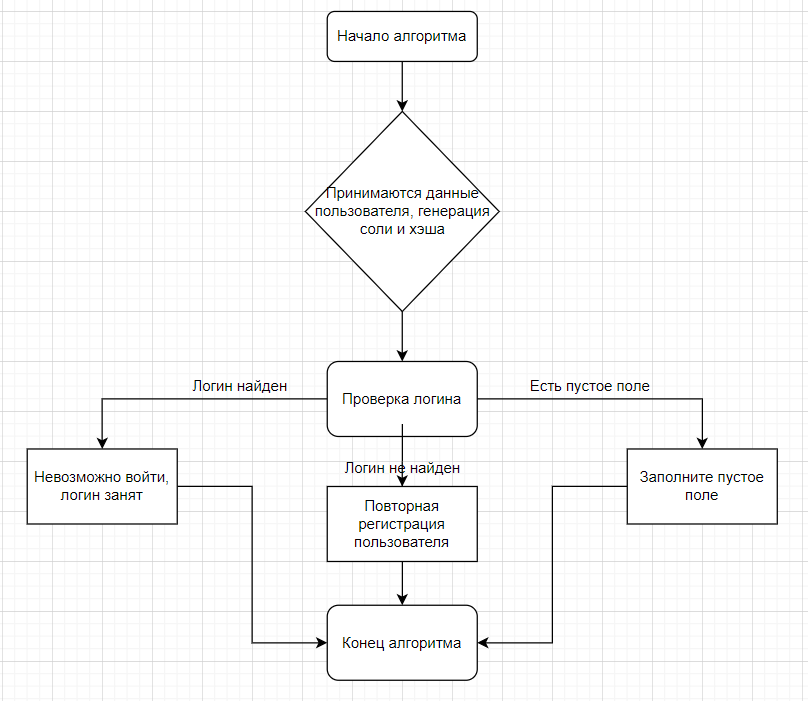 Начало алгоритма
Принимаются данные
пользователя, генерация
соли и хэша
Логин найден
Есть пустое поле
Проверка логина
Логин не найден
Невозможно войти,
логин занят
Заполните пустое
поле
Повторная
регистрация
пользователя
Конец алгоритма